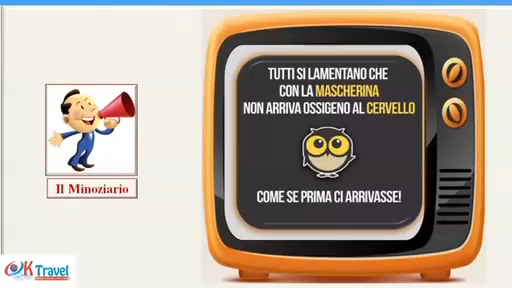 TUTTI SI LAMENTANO CHE
CON LA MASCHERINA
NON ARRIVA OSSIGENO AL CERVELLO
COME SE PRIMA CI ARRIVASSE!
Il Minoziario
OK Travel